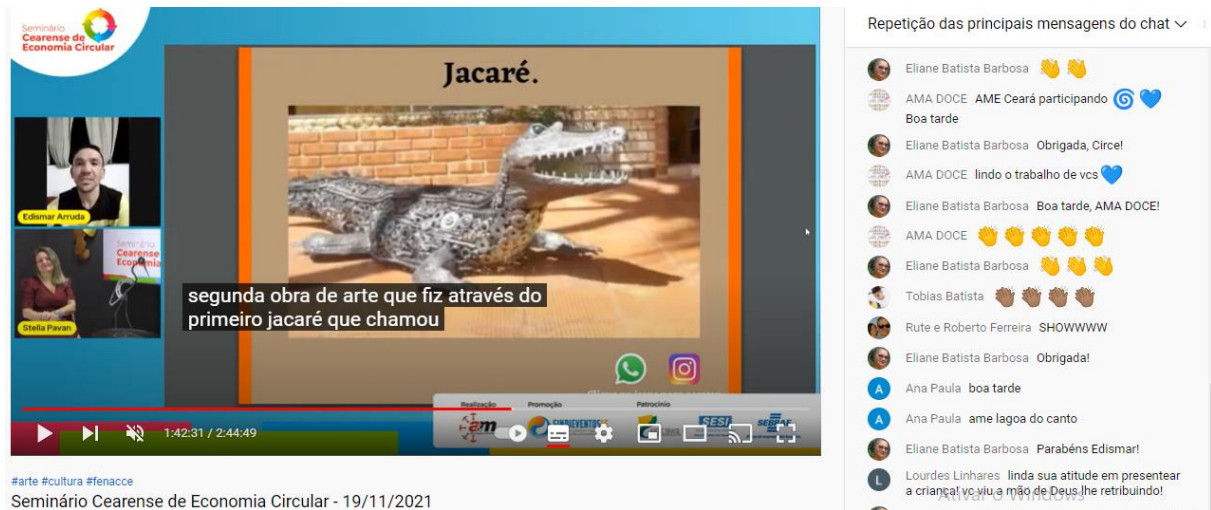 Seminário
Cearense de
Economia Circular
Jacaré.
Edismar Arruda
Seminário
Cearense
Stella Pavan
segunda obra de arte que fiz através do
primeiro jacaré que chamou
Realização
Promoção
Patrocínio
SINDIEVENTOS
SESI
SEBRAE
1:42:31 / 2:44:49
#arte #cultura #fenacce
Seminário Cearense de Economia Circular - 19/11/2021
Repetição das principais mensagens do chat
Eliane Batista Barbosa
AMA DOCE AME Ceará participando
Boa tarde
Eliane Batista Barbosa Obrigada, Circe!
AMA DOCE lindo o trabalho de vcs
Eliane Batista Barbosa Boa tarde, AMA DOCE!
AMA DOCE
Eliane Batista Barbosa
Tobias Batista
Rute e Roberto Ferreira SHOWWWW
Eliane Batista Barbosa Obrigada!
A Ana Paula boa tarde
A Ana Paula ame lagoa do canto
Eliane Batista Barbosa Parabéns Edismar!
L Lourdes Linhares linda sua atitude em presentear
a criança! vc viu a mão de Deus lhe retribuindo!
Ativar o Windows